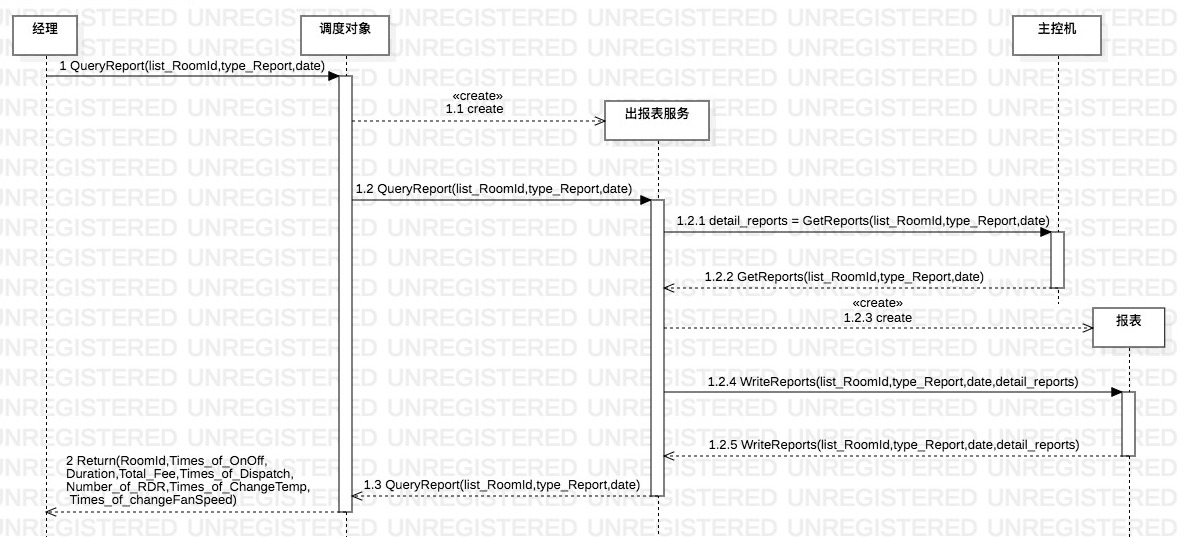 经理
调度对象
主控机
1 QueryReport(list_RoomId,type_Report,date)
«create»
1.1 create
出报表服务
1.2 QueryReport(list_RoomId,type_Report,date)
1.2.1 detail_reports = GetReports(list_RoomId,type_Report,date)
1.2.2 GetReports(list_RoomId,type_Report,date)
«create»
1.2.3 create
报表
1.2.4 WriteReports(list_RoomId,type_Report,date,detail_reports)
1.2.5 WriteReports(list_RoomId,type_Report,date,detail_reports)
2 Return(RoomId,Times_of_OnOff,
Duration,Total_Fee,Times_of_Dispatch,
Number_of_RDR,Times_of_ChangeTemp,
Times_of_changeFanSpeed)
1.3 QueryReport(list_RoomId,type_Report,date)
UNREGISTERED